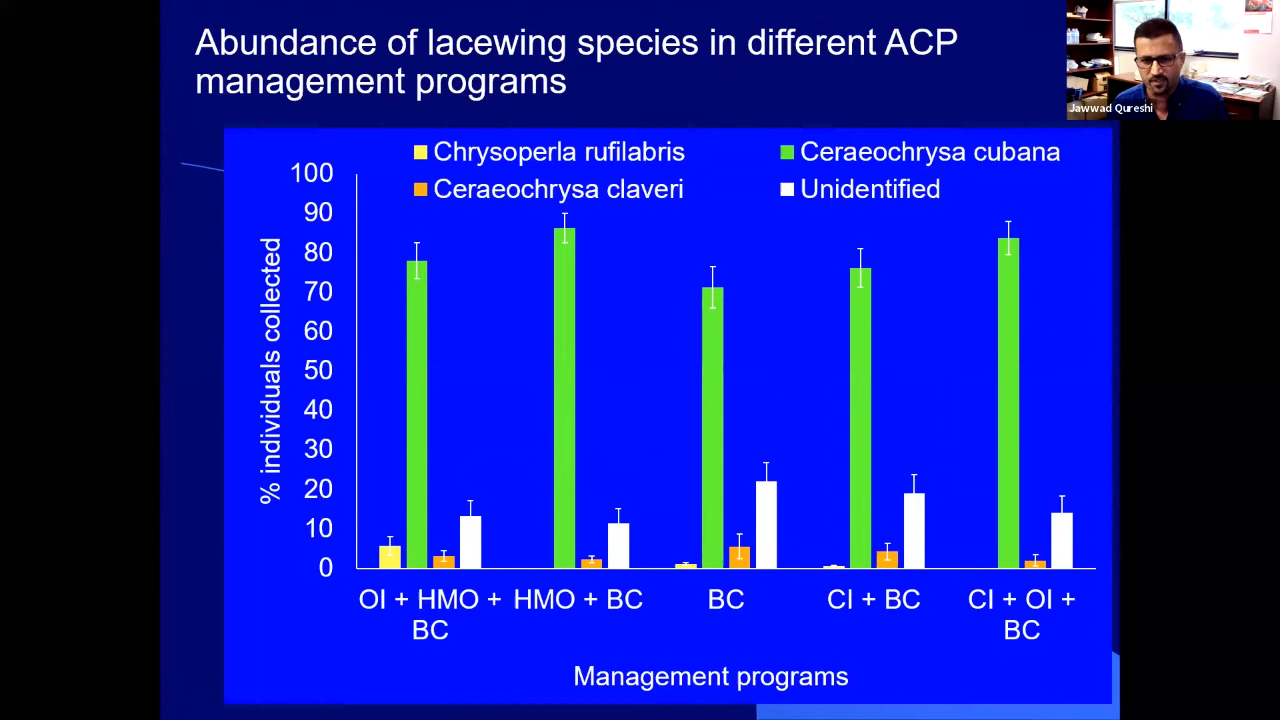 Abundance of lacewing species in different ACP
management programs
Jawwad Qureshi
Chrysoperla rufilabris
Ceraeochrysa cubana
Ceraeochrysa claveri
Unidentified
% individuals collected
100
90
80
70
60
50
40
30
20
10
0
OI + HMO +
BC
HMO + BC
BC
CI + BC
CI + OI +
BC
Management programs